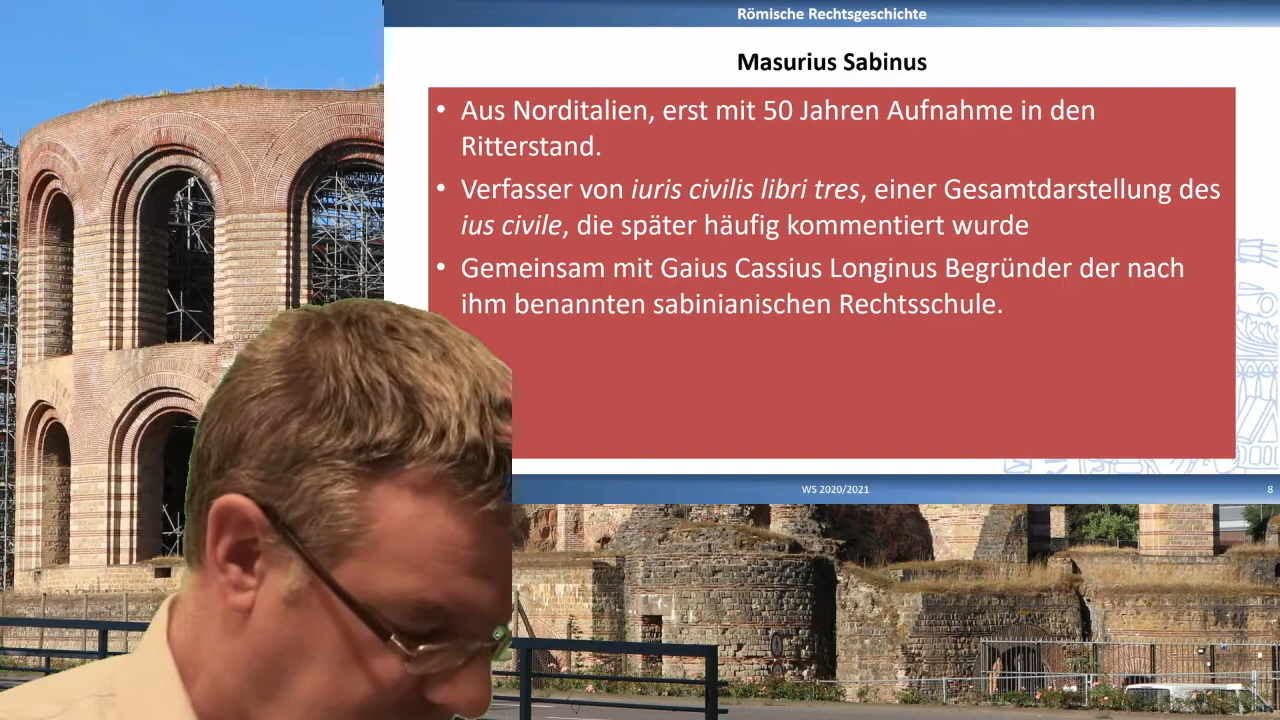 Römische Rechtsgeschichte
Masurius Sabinus
• Aus Norditalien, erst mit 50 Jahren Aufnahme in den
Ritterstand.
• Verfasser von iuris civilis libri tres, einer Gesamtdarstellung des
ius civile, die später häufig kommentiert wurde
• Gemeinsam mit Gaius Cassius Longinus Begründer der nach
ihm benannten sabinianischen Rechtsschule.
WS 2020/2021
8